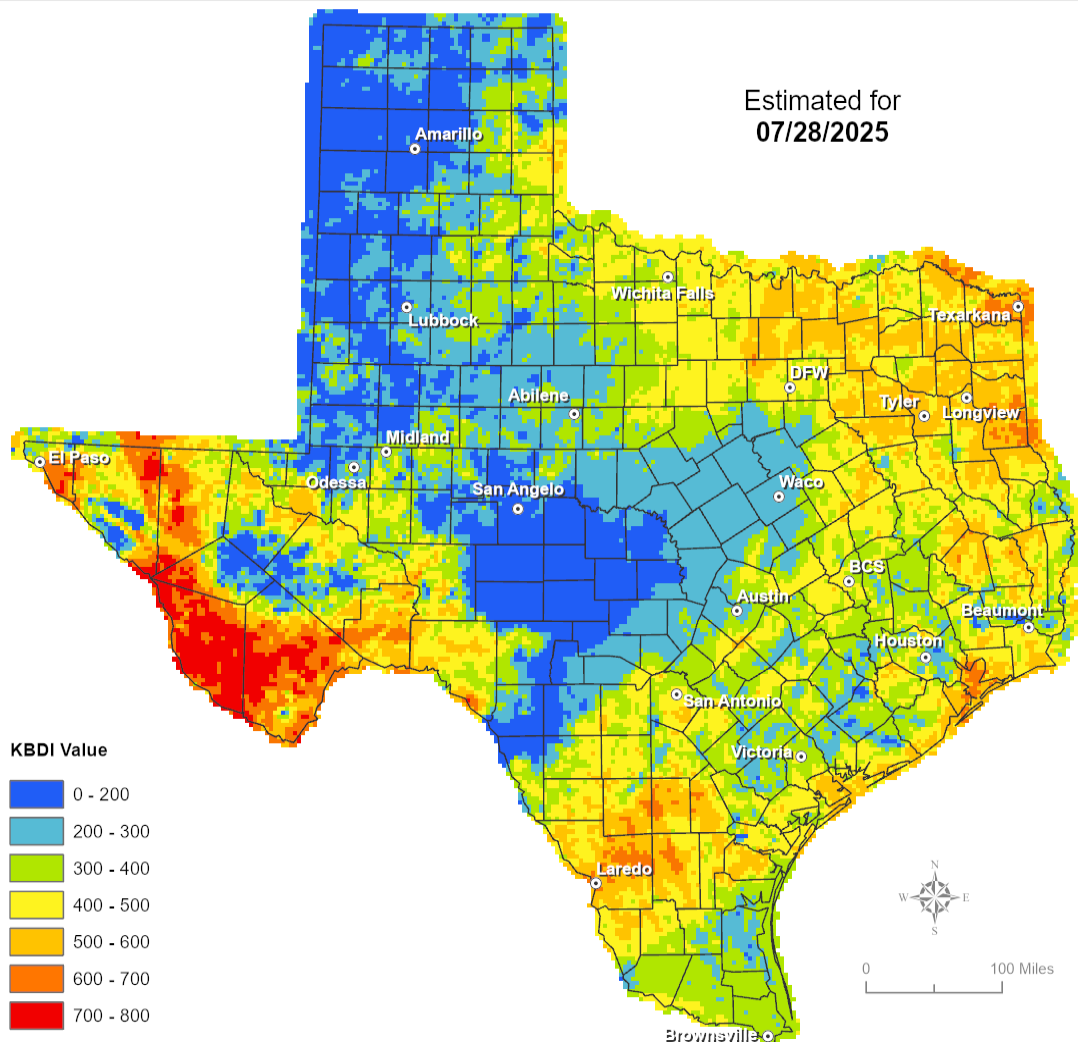 Estimated for
07/28/2025
Amarillo
Wichita Falls
Lubbock
Texarkana
DFW
Abilene
Tyler
Longview
Midland
El Paso
Odessa
San Angelo
Waco
BCS
Austin
Beaumont
Houston
San Antonio
Victoria
Laredo
Brownsville
KBDI Value
0 - 200
200 - 300
300 - 400
400 - 500
500 - 600
600 - 700
700 - 800
N
W E
S
0 100 Miles